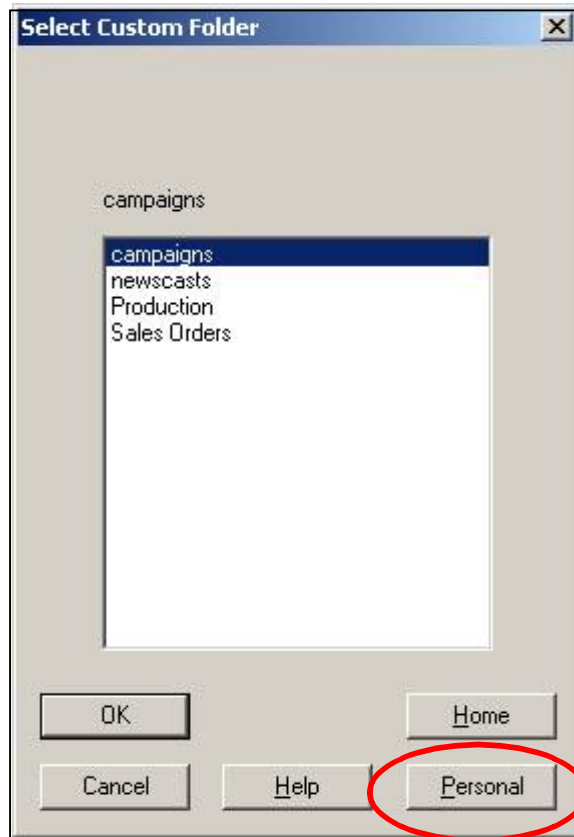 Select Custom Folder
campaigns
campaigns
newscasts
Production
Sales Orders
OK
Home
Cancel
Help
Personal